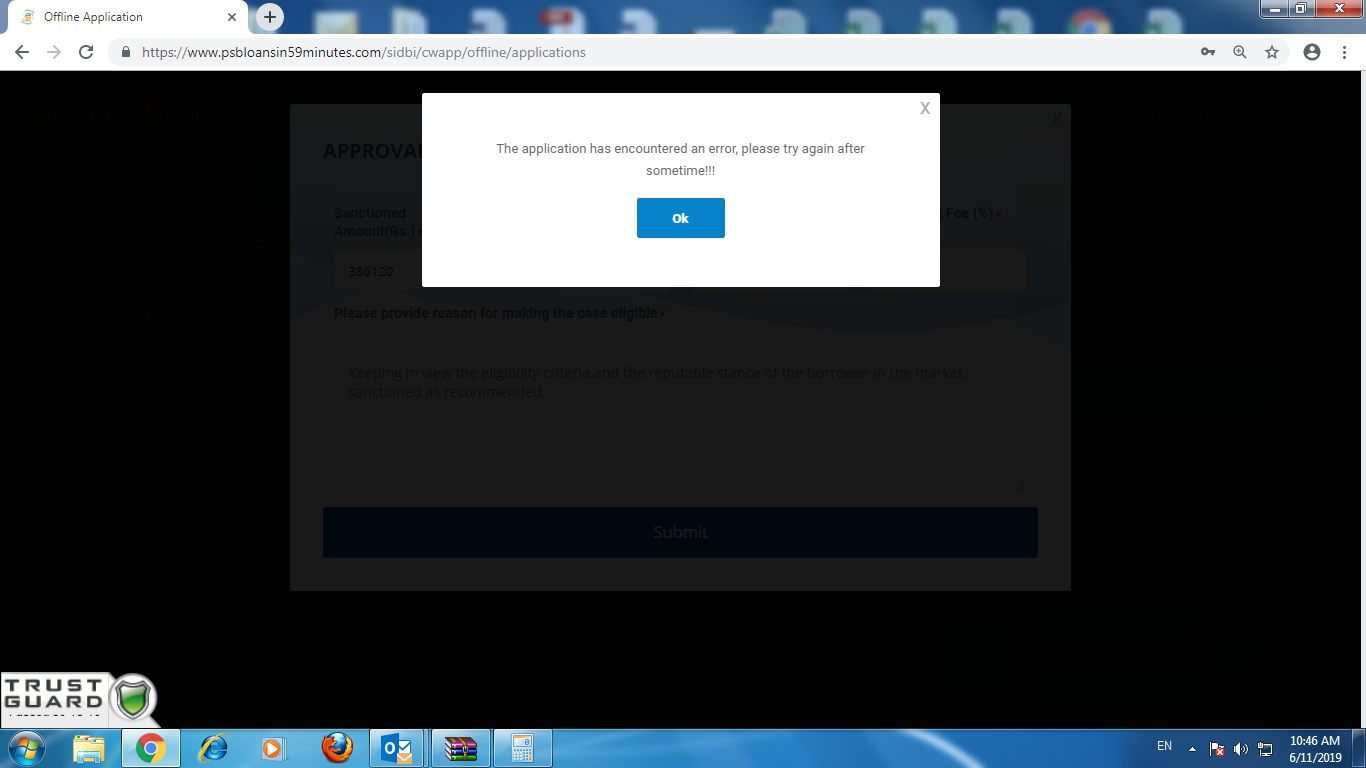 Offline Application
https://www.psbloansin59minutes.com/sidbi/cwapp/offline/applications
X
X
The application has encountered an error, please try again after
sometime!!!
Ok
APPROVAL
Sanctioned
Amount(Rs.)*
Fee (%)*
386120
Please provide reason for making the case eligible*
Keeping in view the eligibility criteria and the reputable stance of the borrower in the market,
sanctioned as recommended
Submit
TRUST
GUARD
EN
10:46 AM
6/11/2019